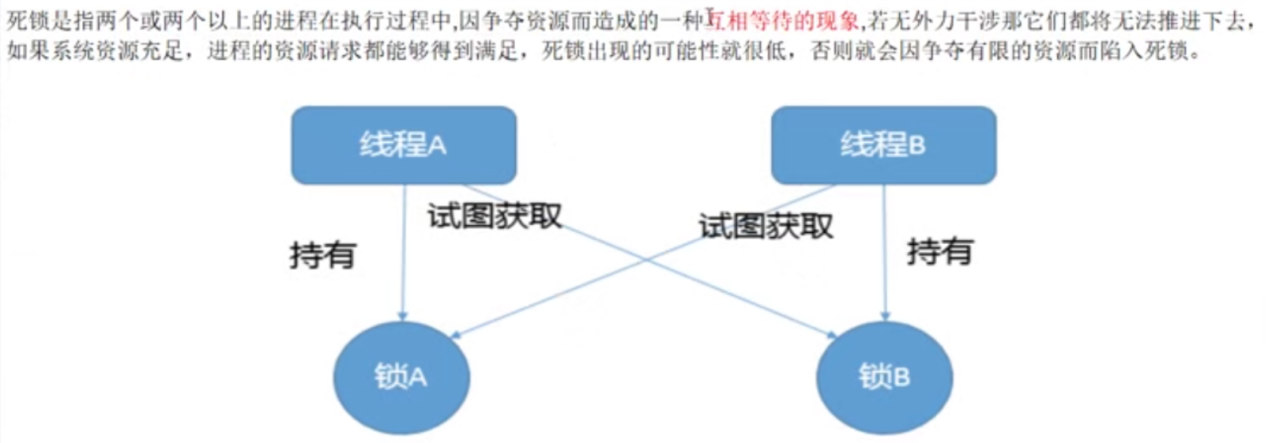 死锁是指两个或两个以上的进程在执行过程中,因争夺资源而造成的一种互相等待的现象,若无外力干涉那它们都将无法推进下去，
如果系统资源充足，进程的资源请求都能够得到满足，死锁出现的可能性就很低，否则就会因争夺有限的资源而陷入死锁。
线程A
线程B
试图获取
试图获取
持有
持有
锁A
锁B